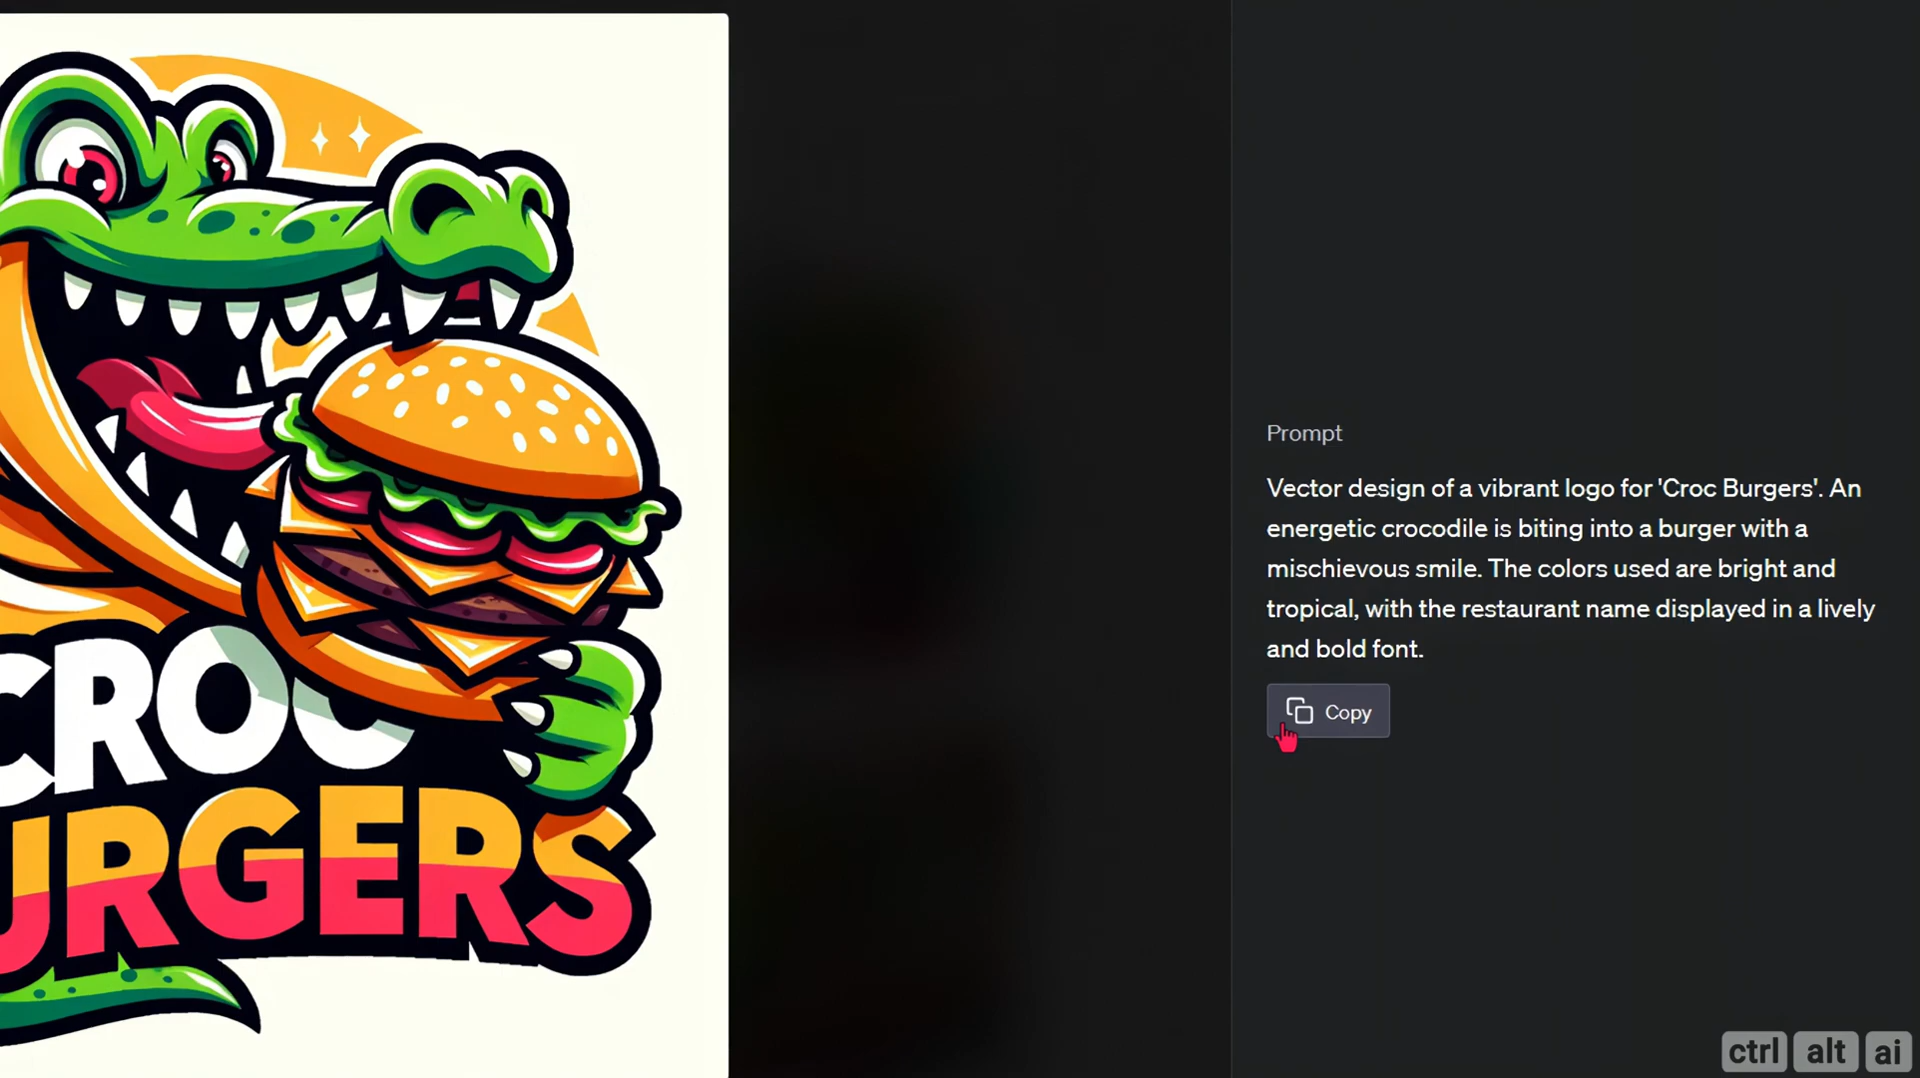 CROC
URGERS
Prompt
Vector design of a vibrant logo for 'Croc Burgers'. An
energetic crocodile is biting into a burger with a
mischievous smile. The colors used are bright and
tropical, with the restaurant name displayed in a lively
and bold font.
Copy
ctrl alt ai